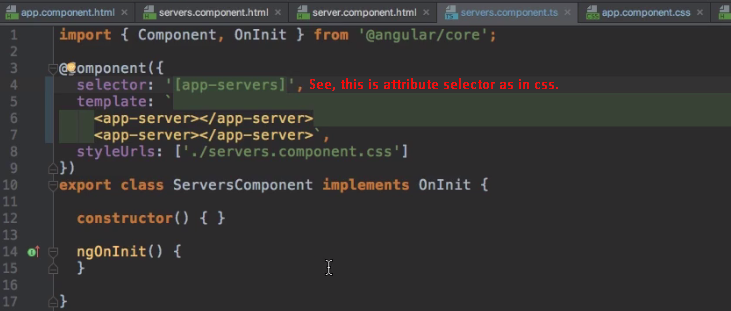 app.component.html × servers.component.html × server.component.html × servers.component.ts × app.component.css ×
1 import { Component, OnInit } from '@angular/core';
2
3 @Component({
4 selector: '[app-servers]', See, this is attribute selector as in css.
5 template: `
6 <app-server></app-server>
7 <app-server></app-server>`,
8 styleUrls: ['./servers.component.css']
9 })
10 export class ServersComponent implements OnInit {
11
12 constructor() { }
13
14 ngOnInit() {
15 }
16
17 }